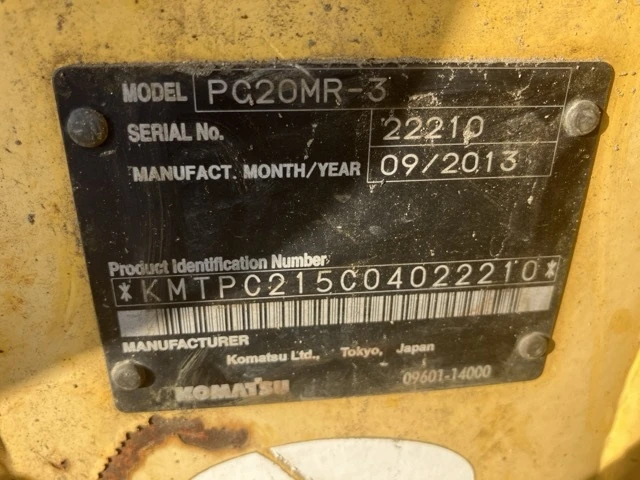 MODEL PC20MR-3
SERIAL No. 22210
MANUFACT. MONTH/YEAR 09/2013
Product Identification Number
*KMTPC215C04022210*
MANUFACTURER
Komatsu Ltd., Tokyo, Japan
KOMATSU 09601-14000